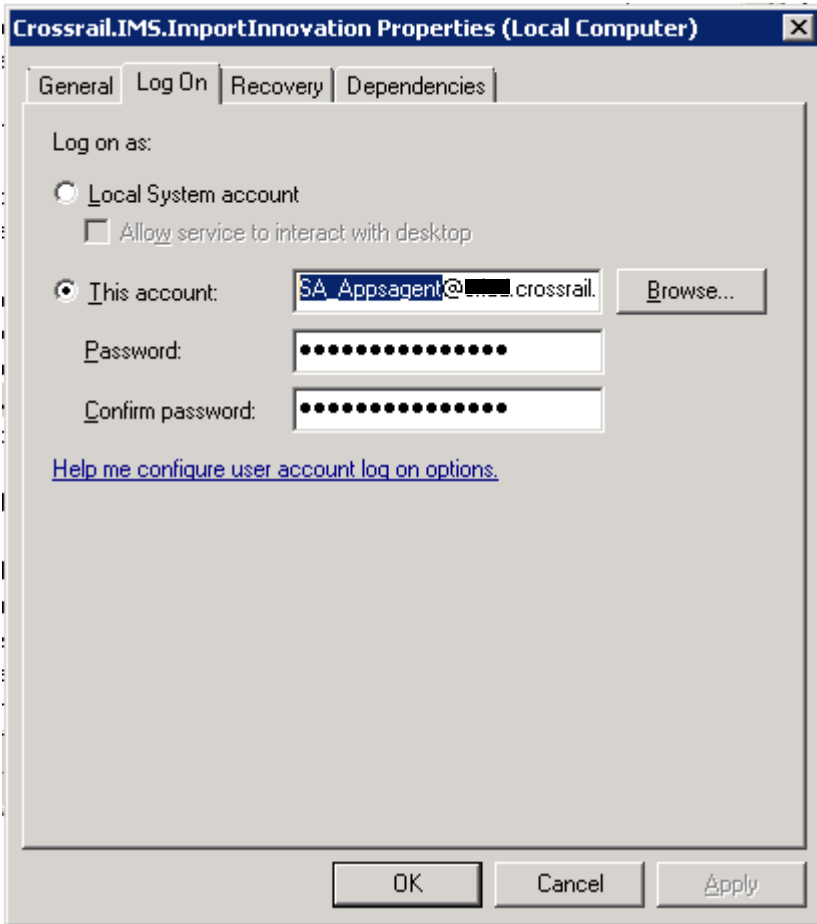 Crossrail.IMS.ImportInnovation Properties (Local Computer)
General Log On Recovery Dependencies
Log on as:
Local System account
Allow service to interact with desktop
This account: SA_Appsagent@ .crossrail. Browse...
Password: ●●●●●●●●●●●●●●●
Confirm password: ●●●●●●●●●●●●●●●
Help me configure user account log on options.
OK Cancel Apply